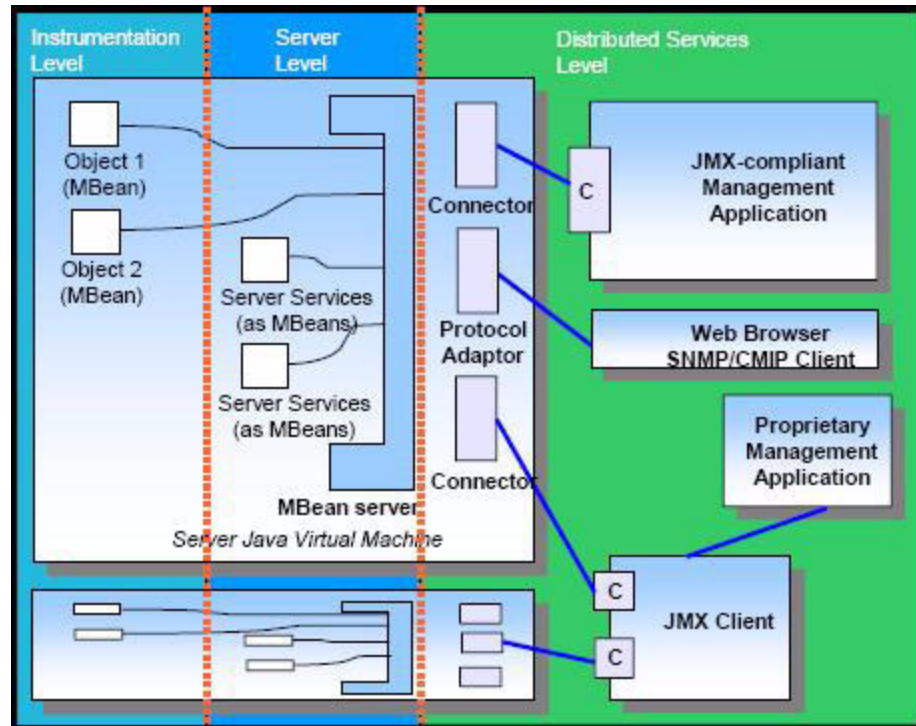 Instrumentation
Level
Server
Level
Distributed Services
Level
Object 1
(MBean)
Object 2
(MBean)
Server Services
(as MBeans)
Server Services
(as MBeans)
MBean server
Server Java Virtual Machine
Connector
Protocol
Adaptor
Connector
C
JMX-compliant
Management
Application
Web Browser
SNMP/CMIP Client
Proprietary
Management
Application
C
JMX Client
C